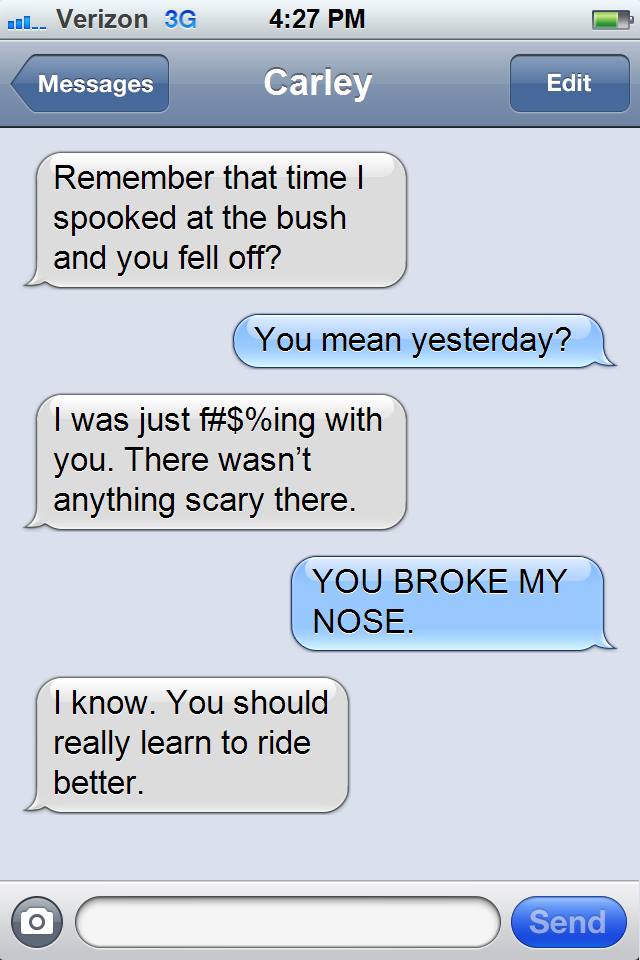 Verizon 3G 4:27 PM
Messages Carley Edit
Remember that time I
spooked at the bush
and you fell off?
You mean yesterday?
I was just f#$%ing with
you. There wasn’t
anything scary there.
YOU BROKE MY
NOSE.
I know. You should
really learn to ride
better.
Send